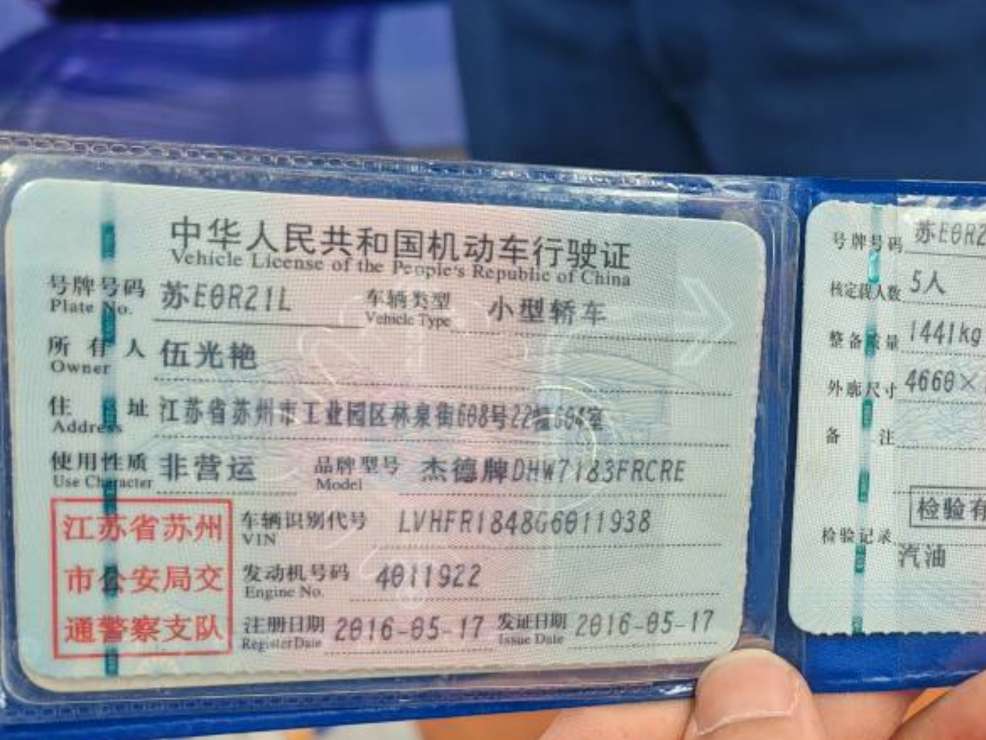 中华人民共和国机动车行驶证
Vehicle License of the People's Republic of China
号牌号码 苏E0R21L 车辆类型 小型轿车
Plate No. Vehicle Type
所有人 伍光艳
Owner
住址 江苏省苏州市工业园区林泉街608号22幢604室
Address
使用性质 非营运 品牌型号 杰德牌DHW7183FRCRE
Use Character Model
江苏省苏州
市公安局交
通警察支队
车辆识别代号 LVHFR1848G6011938
VIN
发动机号码 4011922
Engine No.
注册日期 2016-05-17 发证日期 2016-05-17
Register Date Issue Date
号牌号码 苏E0R2
核定载人数 5人
整备质量 1441kg
外廓尺寸 4660×
备注
检验有
检验记录
汽油